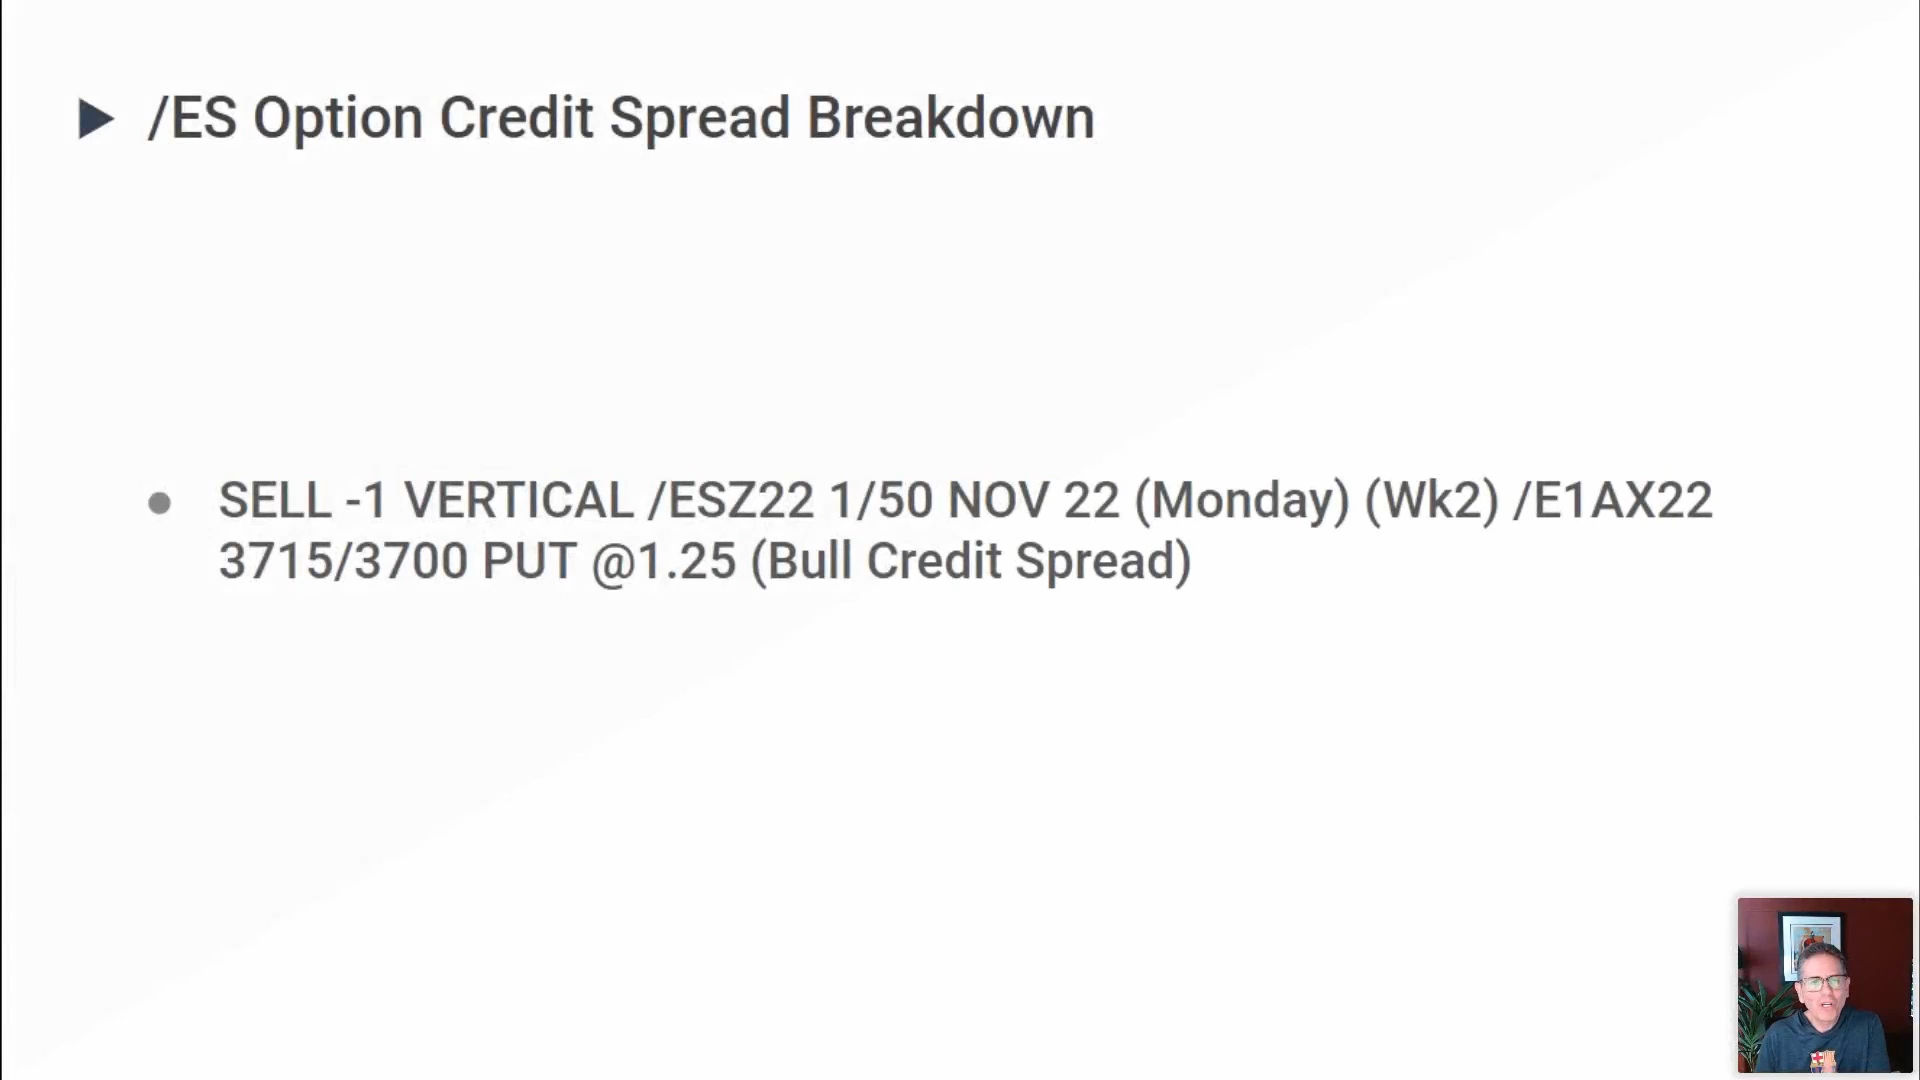 /ES Option Credit Spread Breakdown
SELL -1 VERTICAL /ESZ22 1/50 NOV 22 (Monday) (Wk2) /E1AX22
3715/3700 PUT @1.25 (Bull Credit Spread)